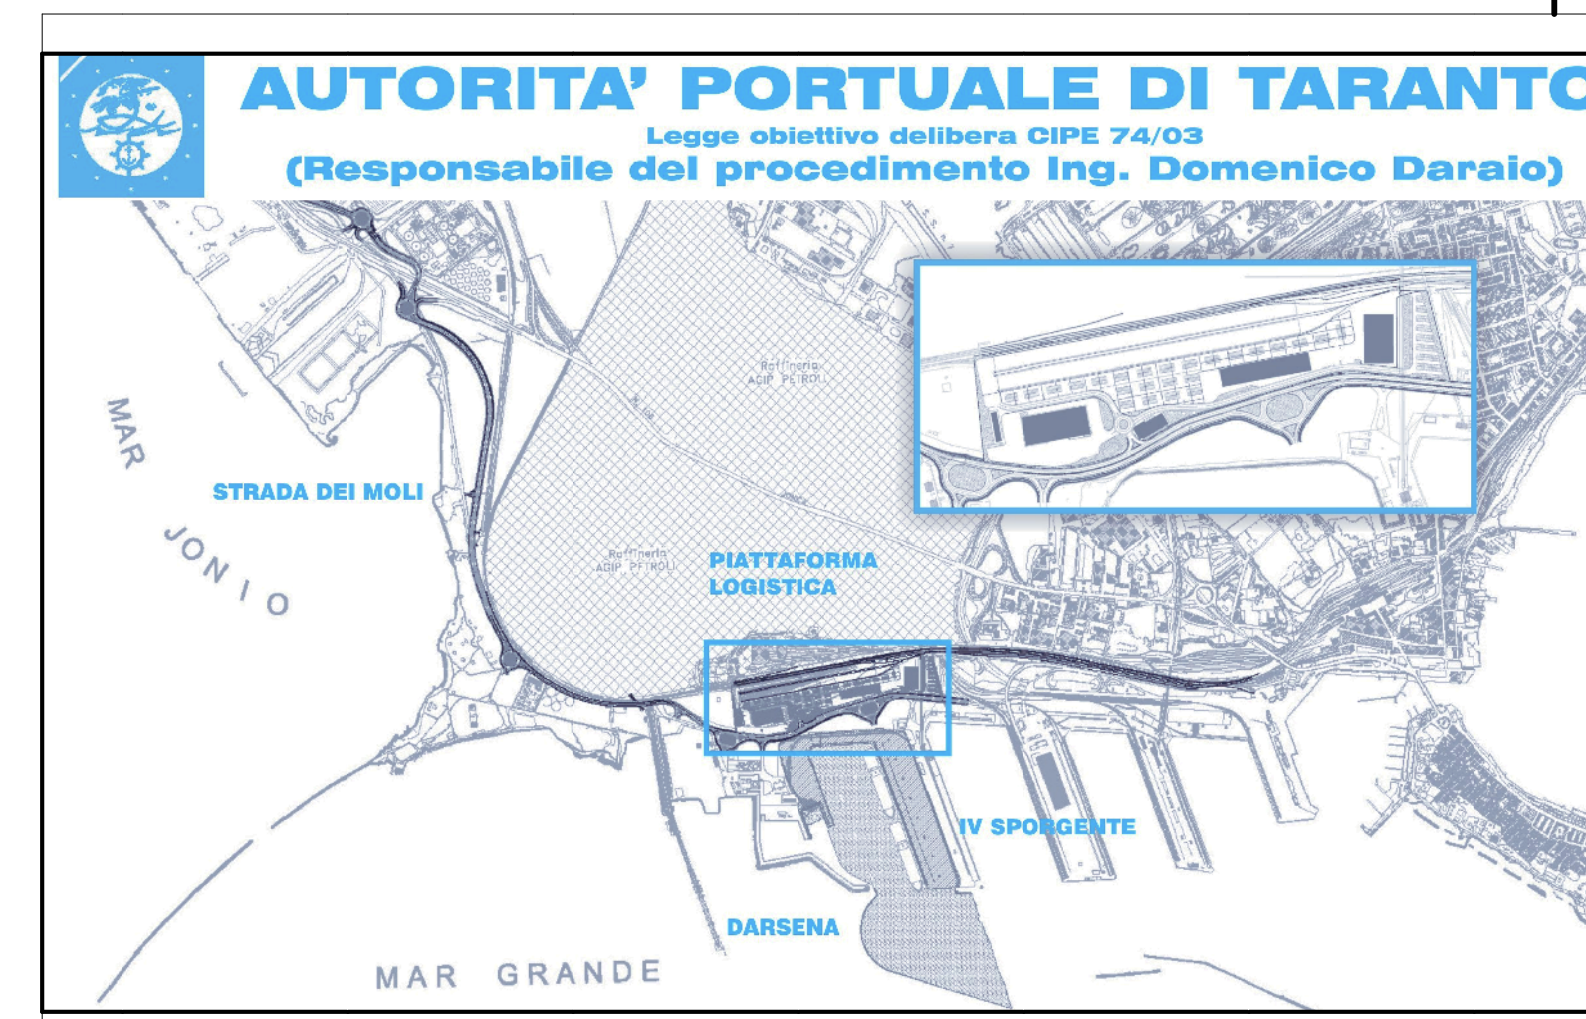 AUTORITA' PORTUALE DI TARANTO
Legge obiettivo delibera CIPE 74/03
(Responsabile del procedimento Ing. Domenico Daraio)
Raffineria
AGIP PETROLI
MAR
JONIO
STRADA DEI MOLI
Raffineria
AGIP PETROLI
PIATTAFORMA
LOGISTICA
IV SPORGENTE
DARSENA
MAR GRANDE